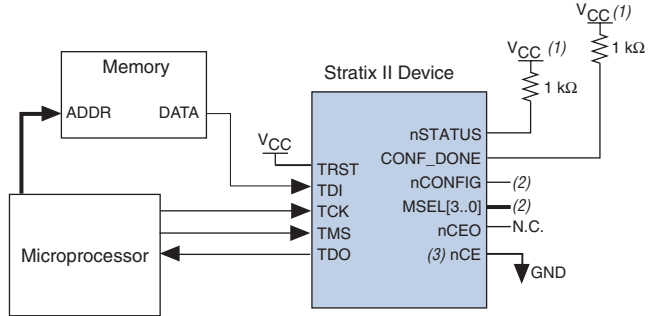 V_CC (1)
V_CC (1)
1 kΩ
1 kΩ
Memory
ADDR
DATA
Stratix II Device
V_CC
nSTATUS
CONF_DONE
TRST
nCONFIG
(2)
TDI
MSEL[3..0]
(2)
TCK
nCEO
N.C.
TMS
Microprocessor
TDO
(3) nCE
GND